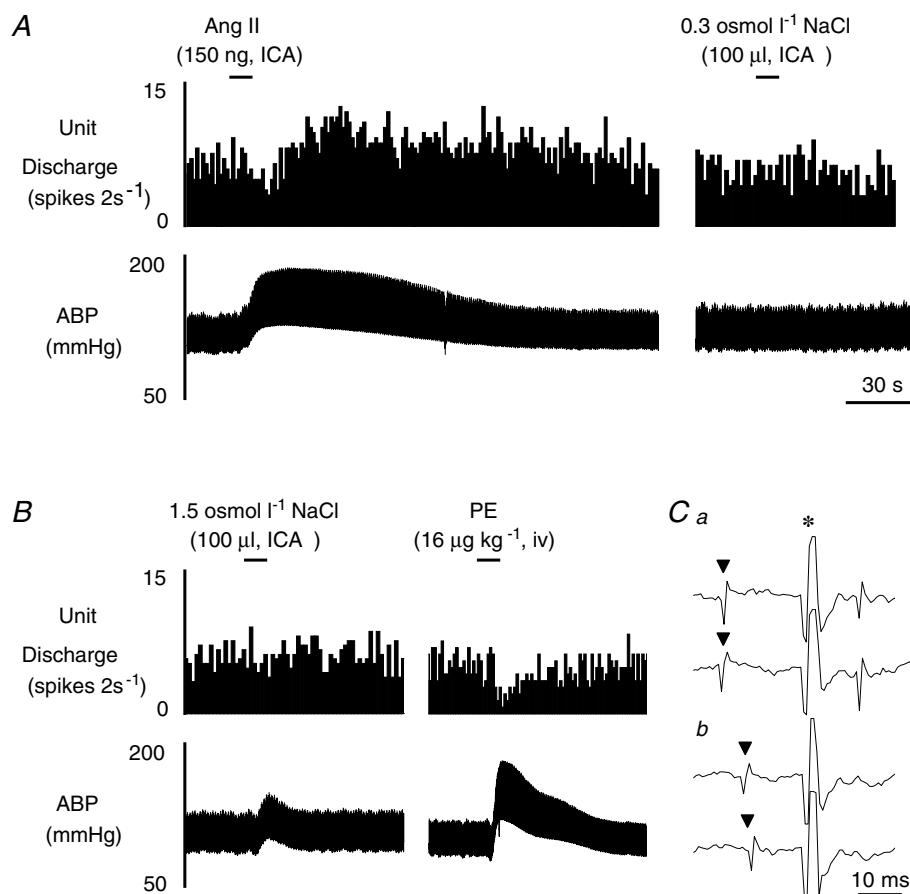 A
Ang II
(150 ng, ICA)
0.3 osmol l⁻¹ NaCl
(100 µl, ICA )
15
Unit
Discharge
(spikes 2s⁻¹)
0
200
ABP
(mmHg)
50
30 s
B
1.5 osmol l⁻¹ NaCl
(100 µl, ICA )
PE
(16 µg kg⁻¹, iv)
15
Unit
Discharge
(spikes 2s⁻¹)
0
200
ABP
(mmHg)
50
C
a
*
b
10 ms